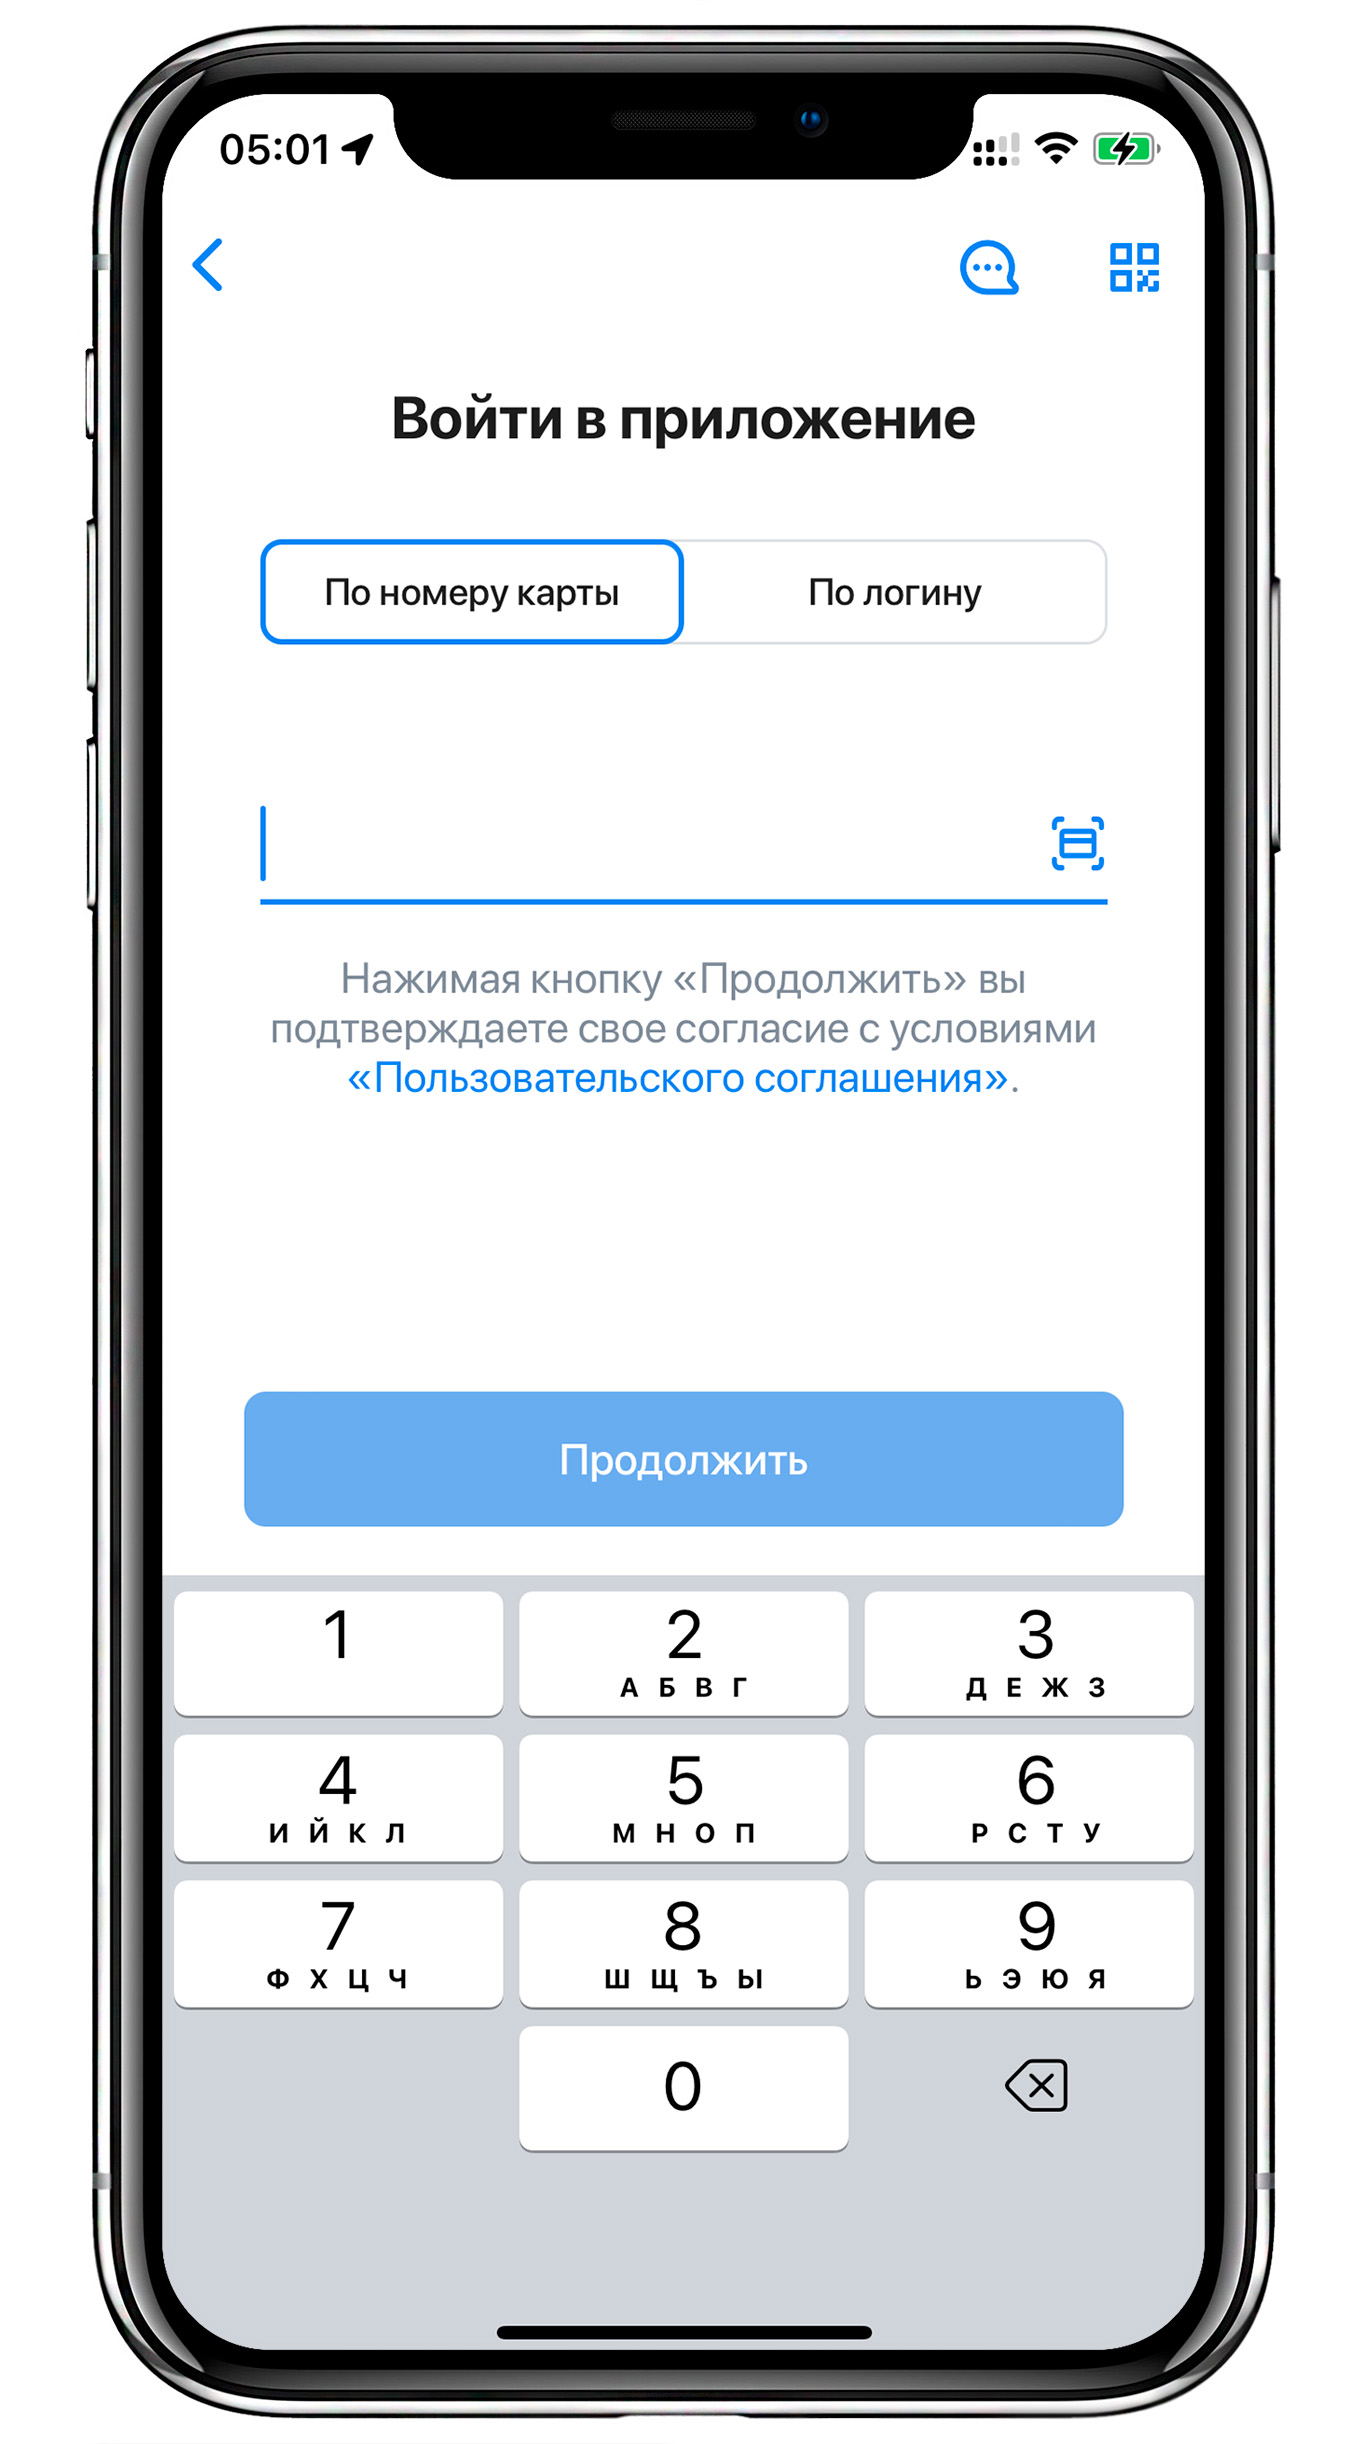 05:01
Войти в приложение
По номеру карты
По логину
Нажимая кнопку «Продолжить» вы
подтверждаете свое согласие с условиями
«Пользовательского соглашения».
Продолжить
1
2
3
А Б В Г
Д Е Ж З
4
5
6
И Й К Л
М Н О П
Р С Т У
7
8
9
Ф Х Ц Ч
Ш Щ Ъ Ы
Ь Э Ю Я
0